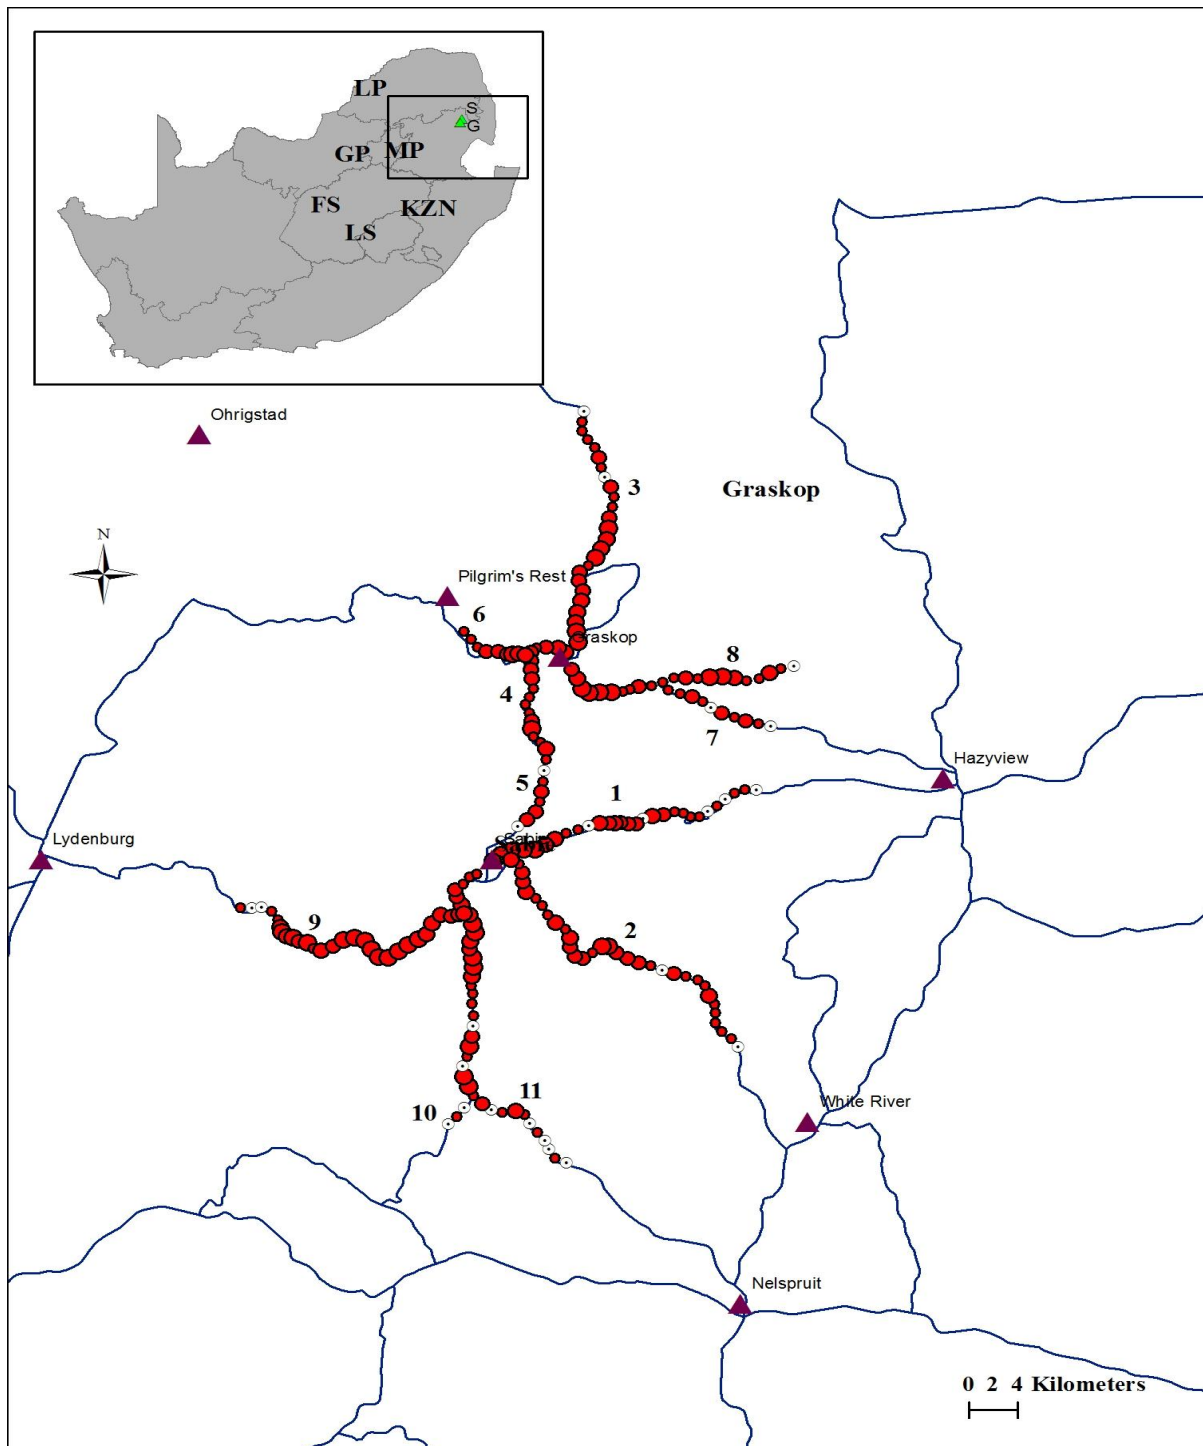 LP
S
G
GP
MP
FS
KZN
LS
Ohrigstad
3
Graskop
N
Pilgrim's Rest
6
Graskop
8
4
7
Hazyview
5
1
Lydenburg
9
2
11
10
White River
Nelspruit
0 2 4 Kilometers